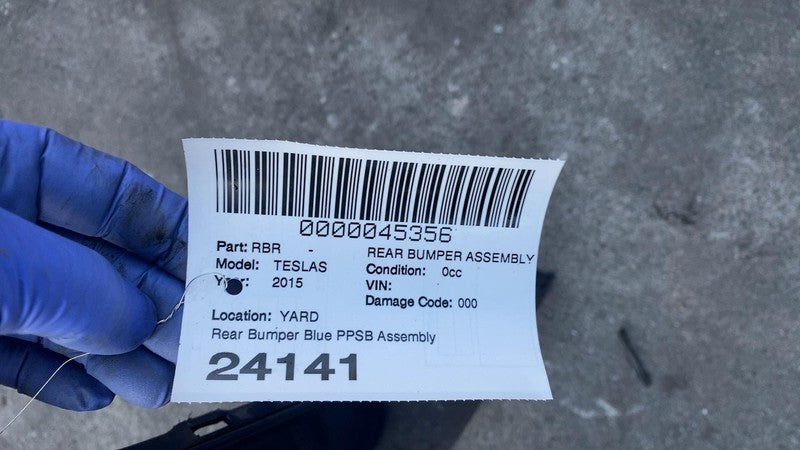 0000045356
Part: RBR - REAR BUMPER ASSEMBLY
Model: TESLAS Condition: 0cc
Year: 2015 VIN:
Damage Code: 000
Location: YARD
Rear Bumper Blue PPSB Assembly
24141